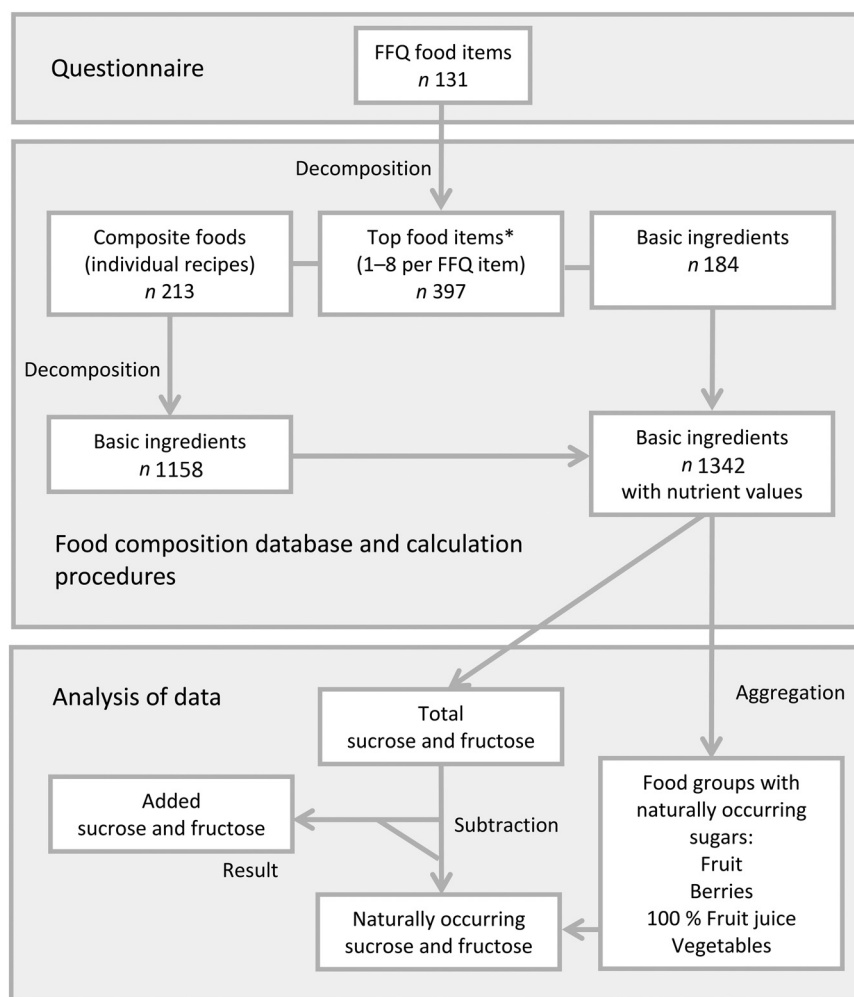 Questionnaire
FFQ food items
n 131
Decomposition
Composite foods
(individual recipes)
n 213
Top food items*
(1–8 per FFQ item)
n 397
Basic ingredients
n 184
Decomposition
Basic ingredients
n 1158
Basic ingredients
n 1342
with nutrient values
Food composition database and calculation
procedures
Analysis of data
Total
sucrose and fructose
Aggregation
Added
sucrose and fructose
Subtraction
Result
Food groups with
naturally occurring
sugars:
Fruit
Berries
100 % Fruit juice
Vegetables
Naturally occurring
sucrose and fructose